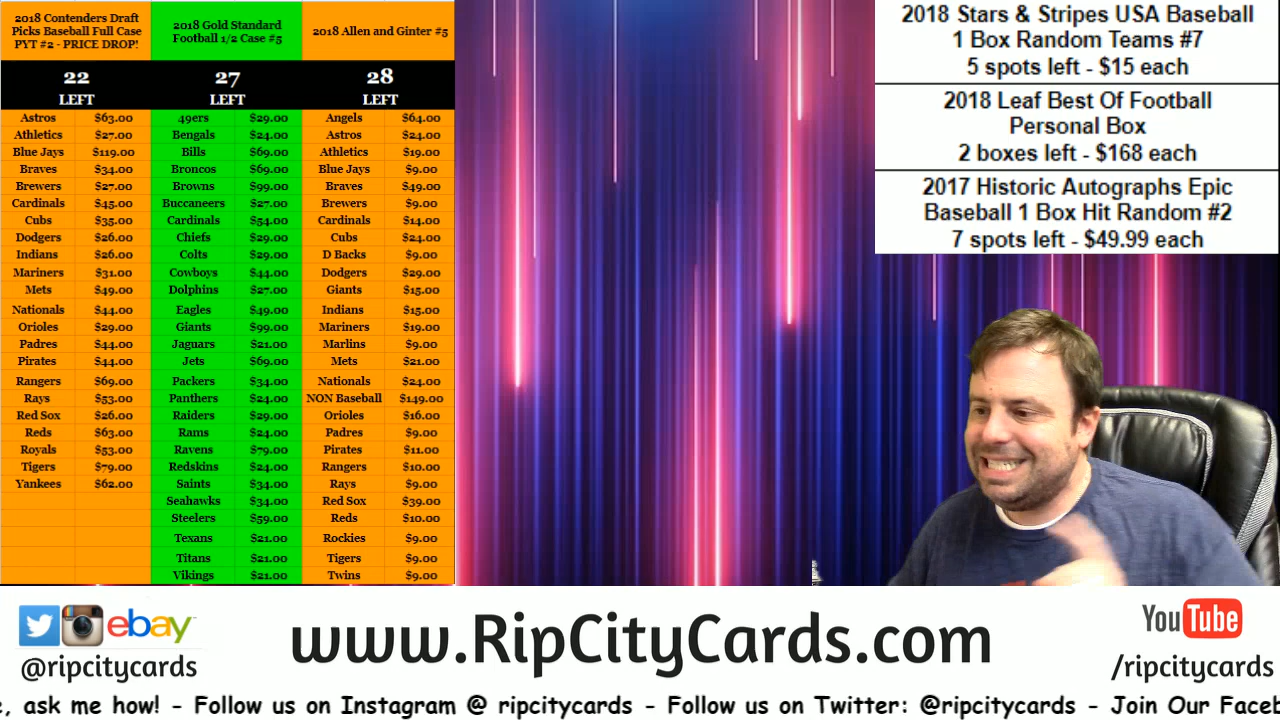 2018 Contenders Draft
Picks Baseball Full Case
PYT #2 - PRICE DROP!
22
LEFT
Astros $63.00
Athletics $27.00
Blue Jays $119.00
Braves $34.00
Brewers $27.00
Cardinals $45.00
Cubs $35.00
Dodgers $26.00
Indians $26.00
Mariners $31.00
Mets $49.00
Nationals $44.00
Orioles $29.00
Padres $44.00
Pirates $44.00
Rangers $69.00
Rays $53.00
Red Sox $26.00
Reds $63.00
Royals $53.00
Tigers $79.00
Yankees $62.00
2018 Gold Standard
Football 1/2 Case #5
27
LEFT
49ers $29.00
Bengals $24.00
Bills $69.00
Broncos $69.00
Browns $99.00
Buccaneers $27.00
Cardinals $54.00
Chiefs $29.00
Colts $29.00
Cowboys $44.00
Dolphins $27.00
Eagles $49.00
Giants $99.00
Jaguars $21.00
Jets $69.00
Packers $34.00
Panthers $24.00
Raiders $29.00
Rams $24.00
Ravens $79.00
Redskins $24.00
Saints $34.00
Seahawks $34.00
Steelers $59.00
Texans $21.00
Titans $21.00
Vikings $21.00
2018 Allen and Ginter #5
28
LEFT
Angels $64.00
Astros $24.00
Athletics $19.00
Blue Jays $9.00
Braves $49.00
Brewers $9.00
Cardinals $14.00
Cubs $24.00
D Backs $9.00
Dodgers $29.00
Giants $15.00
Indians $15.00
Mariners $19.00
Marlins $9.00
Mets $21.00
Nationals $24.00
NON Baseball $149.00
Orioles $16.00
Padres $9.00
Pirates $11.00
Rangers $10.00
Rays $9.00
Red Sox $39.00
Reds $10.00
Rockies $9.00
Tigers $9.00
Twins $9.00
2018 Stars & Stripes USA Baseball
1 Box Random Teams #7
5 spots left - $15 each
2018 Leaf Best Of Football
Personal Box
2 boxes left - $168 each
2017 Historic Autographs Epic
Baseball 1 Box Hit Random #2
7 spots left - $49.99 each
ebay
@ripcitycards
www.RipCityCards.com
YouTube
/ripcitycards
e, ask me how! - Follow us on Instagram @ ripcitycards - Follow us on Twitter: @ripcitycards - Join Our Faceb